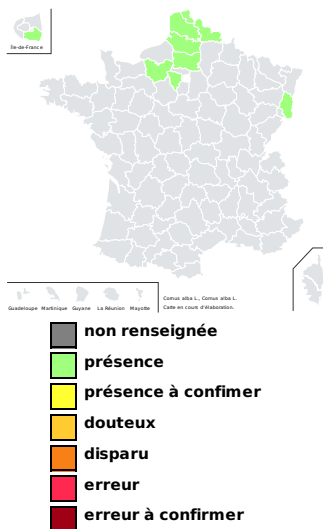 Île-de-France
Guadeloupe Martinique Guyane La Réunion Mayotte
Cornus alba L., Cornus alba L.
Carte en cours d'élaboration.
non renseignée
présence
présence à confimer
douteux
disparu
erreur
erreur à confirmer